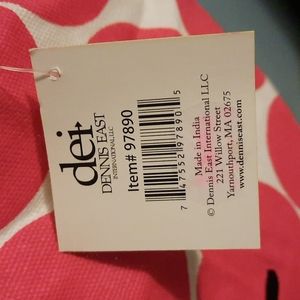 dei
DENNIS EAST
INTERNATIONAL, LLC
Item# 97890
7 47552 97890 5
Made in India
© Dennis East International LLC
221 Willow Street
Yarmouthport, MA 02675
www.denniseast.com